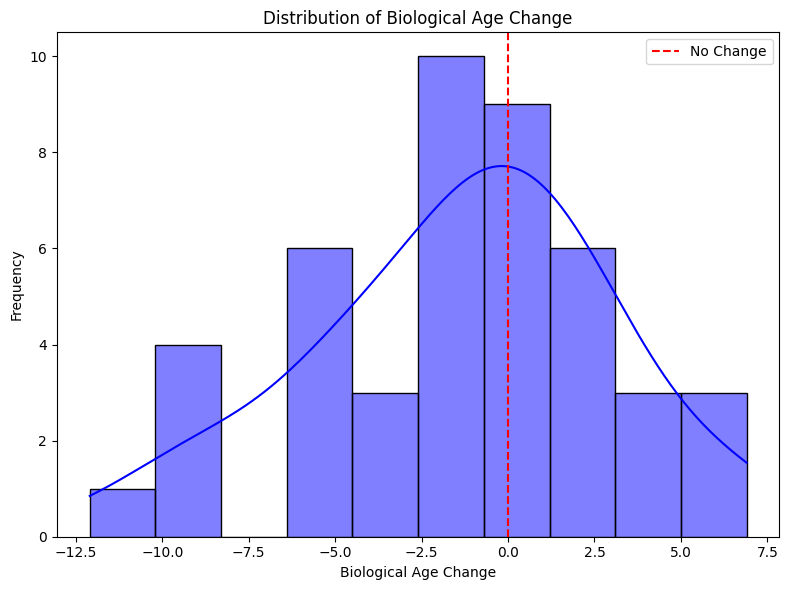 Distribution of Biological Age Change
No Change
Frequency
10
8
6
4
2
0
−12.5 −10.0 −7.5 −5.0 −2.5 0.0 2.5 5.0 7.5
Biological Age Change